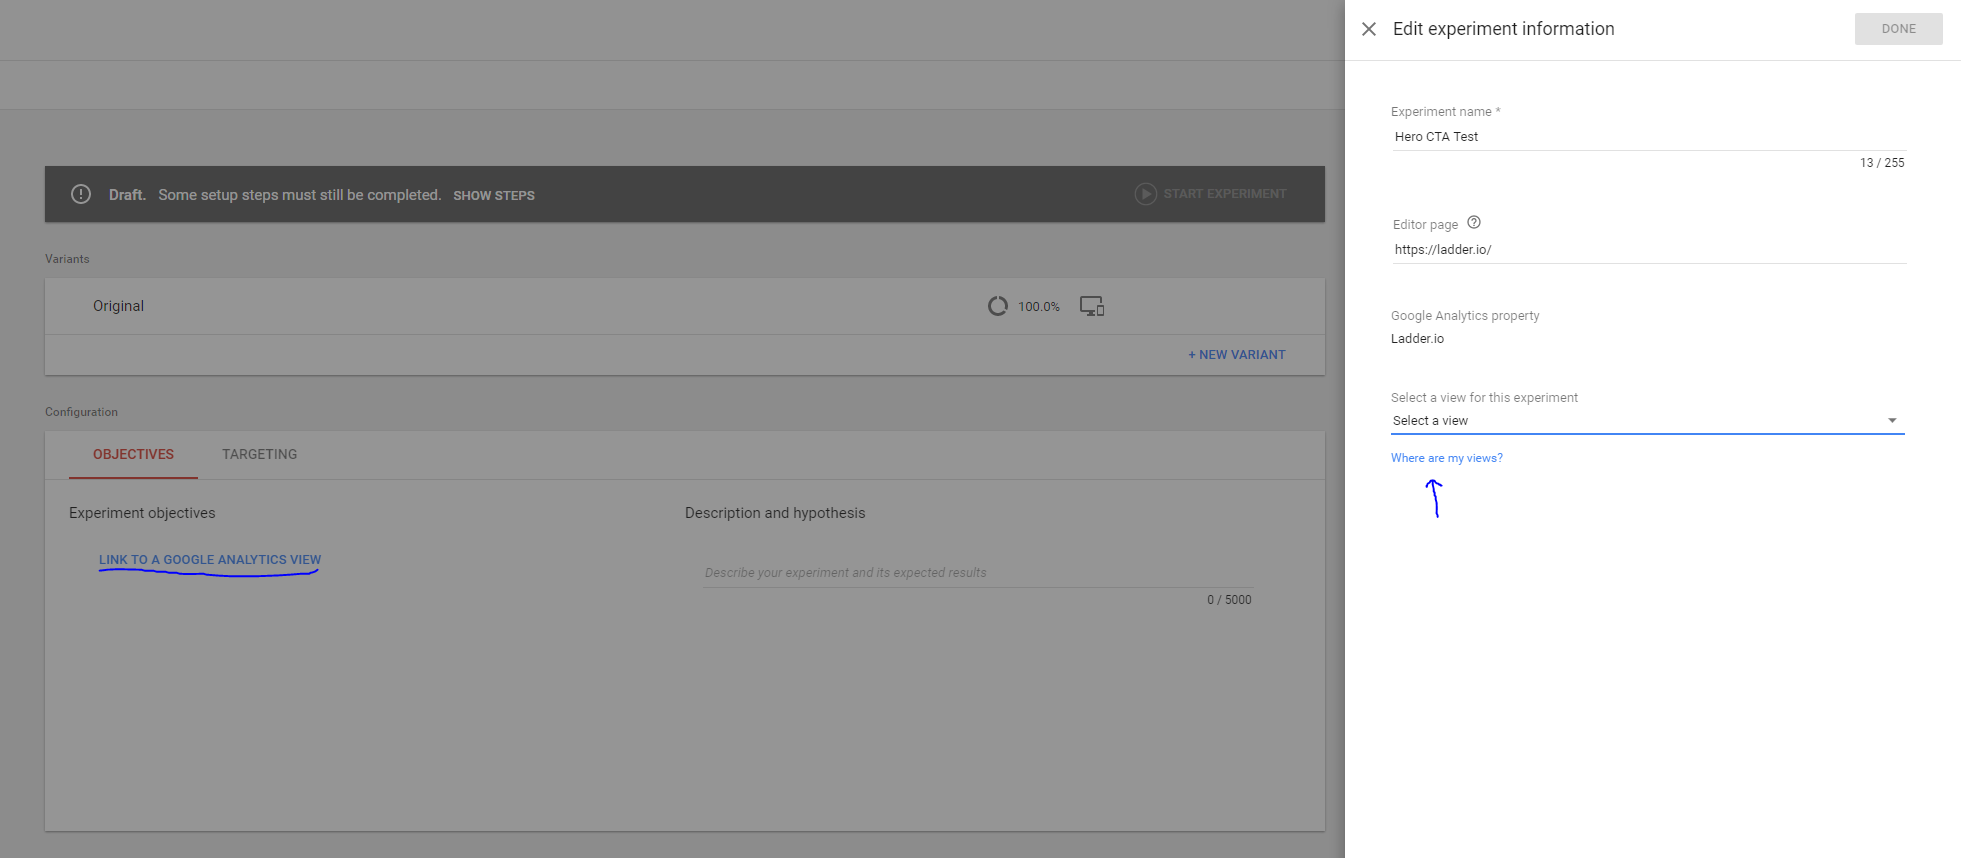 Edit experiment information
DONE
Experiment name *
Hero CTA Test
13 / 255
Editor page
https://ladder.io/
Google Analytics property
Ladder.io
Select a view for this experiment
Select a view
Where are my views?
Draft. Some setup steps must still be completed. SHOW STEPS
START EXPERIMENT
Variants
Original
100.0%
+ NEW VARIANT
Configuration
OBJECTIVES
TARGETING
Experiment objectives
Description and hypothesis
LINK TO A GOOGLE ANALYTICS VIEW
Describe your experiment and its expected results
0 / 5000